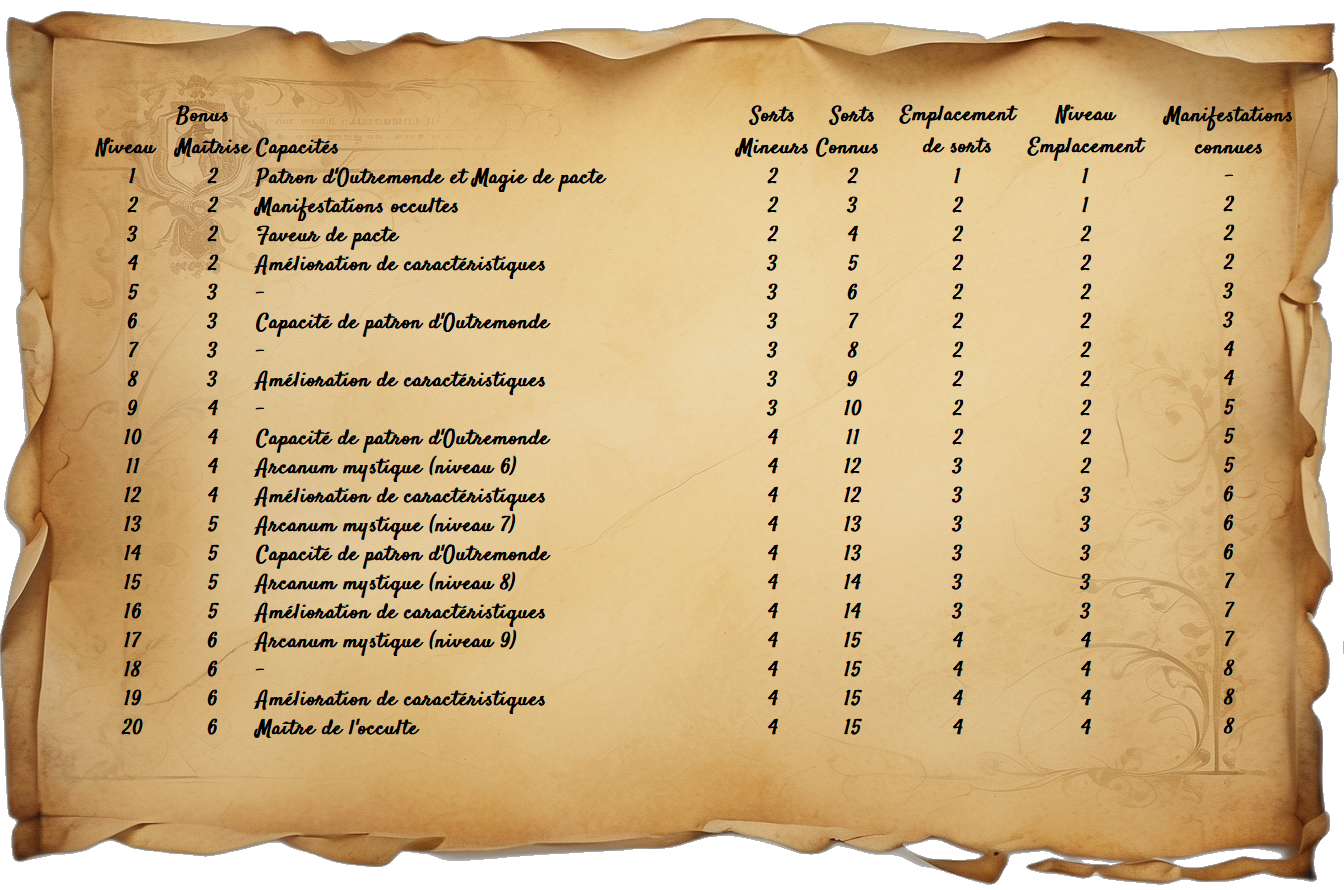 Bonus Sorts Sorts Emplacement Niveau Manifestations
Niveau Maîtrise Capacités Mineurs Connus de sorts Emplacement connues
1 2 Patron d'Outremonde et Magie de pacte 2 2 1 1 -
2 2 Manifestations occultes 2 3 2 1 2
3 2 Faveur de pacte 2 4 2 2 2
4 2 Amélioration de caractéristiques 3 5 2 2 2
5 3 - 3 6 2 2 3
6 3 Capacité de patron d'Outremonde 3 7 2 2 3
7 3 - 3 8 2 2 4
8 3 Amélioration de caractéristiques 3 9 2 2 4
9 4 - 3 10 2 2 5
10 4 Capacité de patron d'Outremonde 4 11 2 2 5
11 4 Arcanum mystique (niveau 6) 4 12 3 2 5
12 4 Amélioration de caractéristiques 4 12 3 3 6
13 5 Arcanum mystique (niveau 7) 4 13 3 3 6
14 5 Capacité de patron d'Outremonde 4 13 3 3 6
15 5 Arcanum mystique (niveau 8) 4 14 3 3 7
16 5 Amélioration de caractéristiques 4 14 3 3 7
17 6 Arcanum mystique (niveau 9) 4 15 4 4 7
18 6 - 4 15 4 4 8
19 6 Amélioration de caractéristiques 4 15 4 4 8
20 6 Maître de l'occulte 4 15 4 4 8